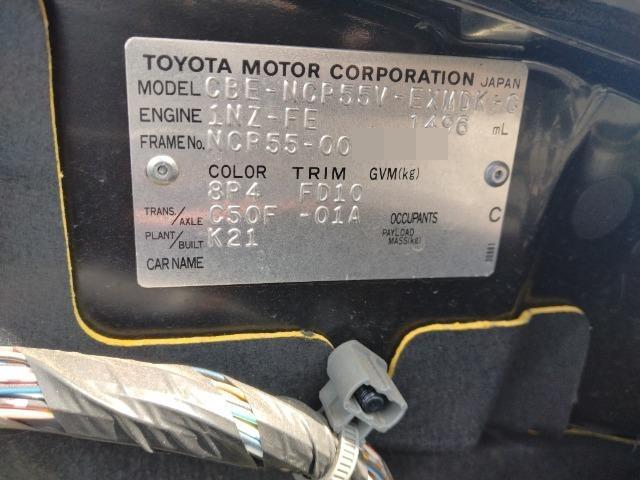 TOYOTA MOTOR CORPORATION JAPAN
MODEL CBE-NCP55V-EXMDK-G
ENGINE 1NZ-FE 1496 mL
FRAME No. NCP55-00
COLOR TRIM GVM(kg)
8P4 FD10
TRANS/AXLE C50F -01A OCCUPANTS C
PLANT/BUILT K21 PAYLOAD MASS(kg)
CAR NAME